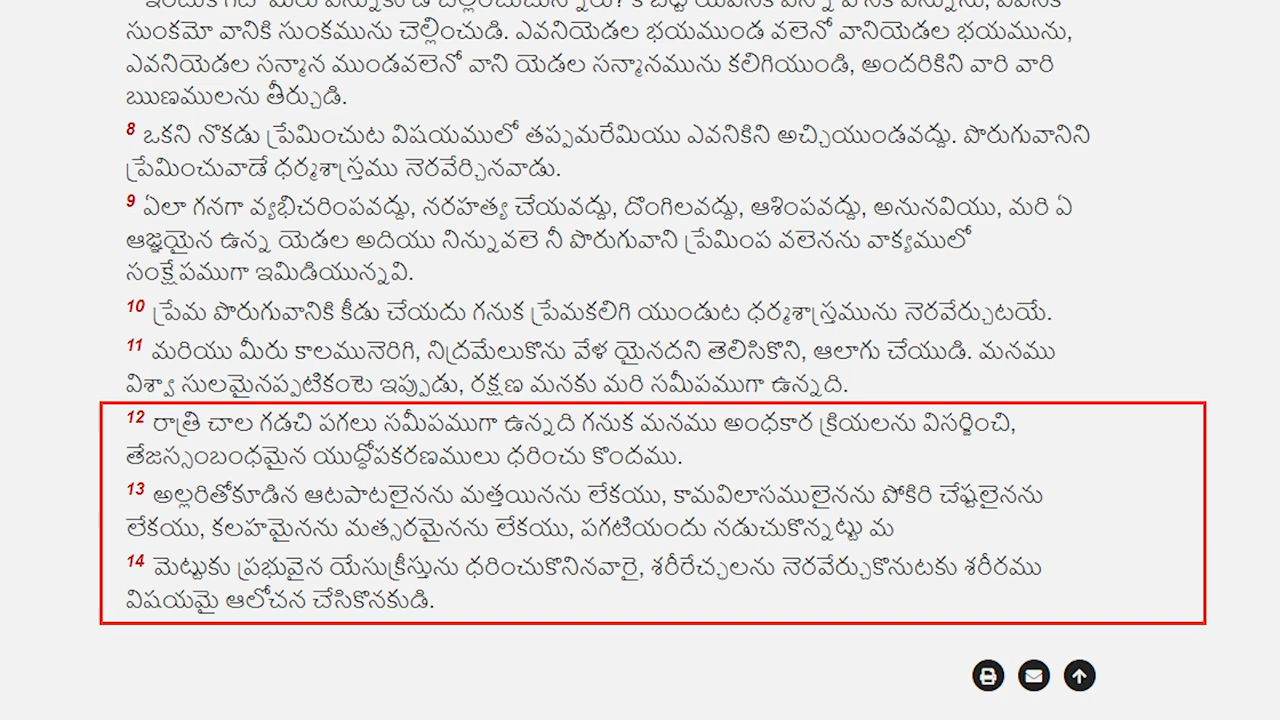 సుంకమో వానికి సుంకమును చెల్లించుడి. ఎవనియెడల భయముండ వలెనో వానియెడల భయమును,
ఎవనియెడల సన్మాన ముండవలెనో వాని యెడల సన్మానమును కలిగియుండి, అందరికిని వారి వారి
ఋణములను తీర్చుడి.
8 ఒకని నొకడు ప్రేమించుట విషయములో తప్పమరేమియు ఎవనికిని అచ్చియుండవద్దు. పొరుగువానిని
ప్రేమించువాడే ధర్మశాస్త్రము నెరవేర్చినవాడు.
9 ఏలా గనగా వ్యభిచరింపవద్దు, నరహత్య చేయవద్దు, దొంగిలవద్దు, ఆశింపవద్దు, అనునవియు, మరి ఏ
ఆజ్ఞయైన ఉన్న యెడల అదియు నిన్నువలె నీ పొరుగువాని ప్రేమింప వలెనను వాక్యములో
సంక్షేపముగా ఇమిడియున్నవి.
10 ప్రేమ పొరుగువానికి కీడు చేయదు గనుక ప్రేమకలిగి యుండుట ధర్మశాస్త్రమును నెరవేర్చుటయే.
11 మరియు మీరు కాలమునెరిగి, నిద్రమేలుకొను వేళ యైనదని తెలిసికొని, ఆలాగు చేయుడి. మనము
విశ్వా సులమైనప్పటికంటె ఇప్పుడు, రక్షణ మనకు మరి సమీపముగా ఉన్నది.
12 రాత్రి చాల గడచి పగలు సమీపముగా ఉన్నది గనుక మనము అంధకార క్రియలను విసర్జించి,
తేజస్సంబంధమైన యుద్ధోపకరణములు ధరించు కొందము.
13 అల్లరితోకూడిన ఆటపాటలైనను మత్తయినను లేకయు, కామవిలాసములైనను పోకిరి చేష్టలైనను
లేకయు, కలహమైనను మత్సరమైనను లేకయు, పగటియందు నడుచుకొన్నట్టు మ
14 మెట్టుకు ప్రభువైన యేసుక్రీస్తును ధరించుకొనినవారై, శరీరేచ్ఛలను నెరవేర్చుకొనుటకు శరీరము
విషయమై ఆలోచన చేసికొనకుడి.